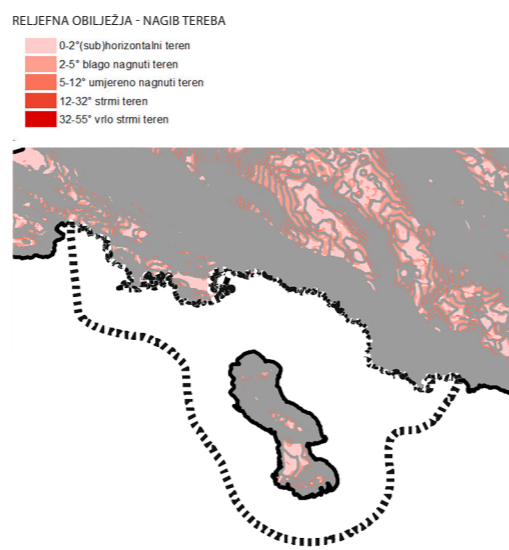 RELJEFNA OBILJEŽJA - NAGIB TEREBA
0-2°(sub)horizontalni teren
2-5° blago nagnuti teren
5-12° umjereno nagnuti teren
12-32° strmi teren
32-55° vrlo strmi teren